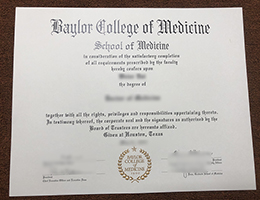 Baylor College of Medicine
School of Medicine
in consideration of the satisfactory completion
of all requirements prescribed by the faculty
hereby confers upon
the degree of
together with all the rights, privileges and responsibilities appertaining thereto.
In testimony whereof, the corporate seal and the signatures as authorized by the
Board of Trustees are hereunto affixed.
Given at Houston, Texas
BAYLOR
COLLEGE OF
MEDICINE